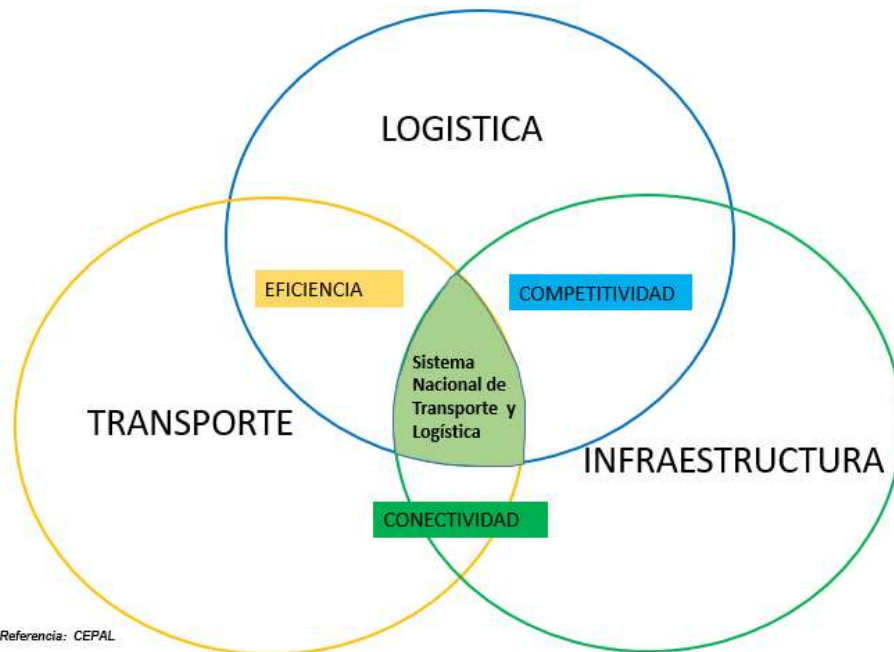 LOGISTICA
EFICIENCIA
COMPETITIVIDAD
Sistema
Nacional de
Transporte y
Logística
TRANSPORTE
INFRAESTRUCTURA
CONECTIVIDAD
Referencia: CEPAL